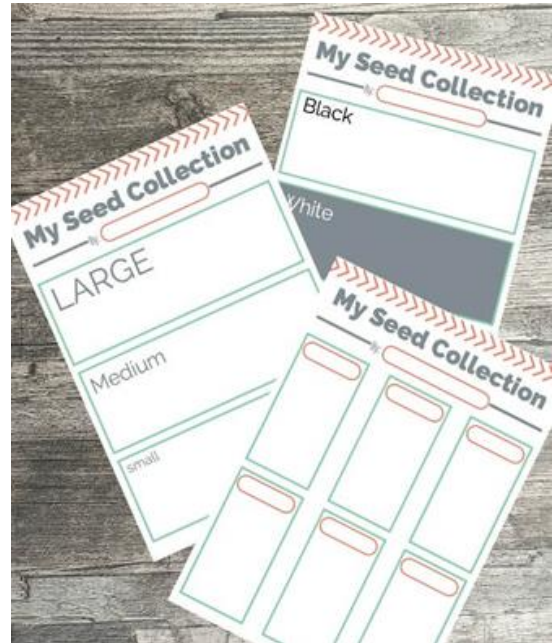 My Seed Collection
By
LARGE
Medium
small
My Seed Collection
By
Black
White
My Seed Collection
By